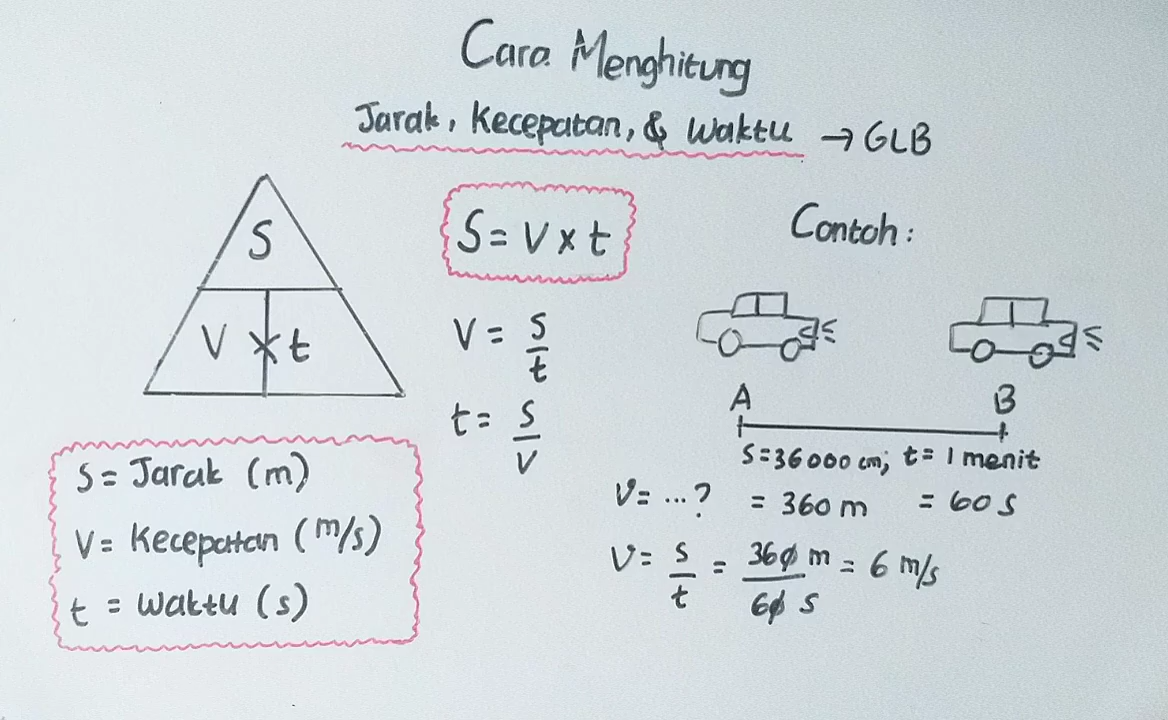 Cara Menghitung
Jarak, Kecepatan, & Waktu → GLB
S
V × t
S = V × t
V = s/t
t = s/v
S = Jarak (m)
V = Kecepatan (m/s)
t = Waktu (s)
Contoh :
A B
S = 36000 cm; t = 1 menit
V = ...? = 360 m = 60 s
V = s/t = 360 m/60 s = 6 m/s